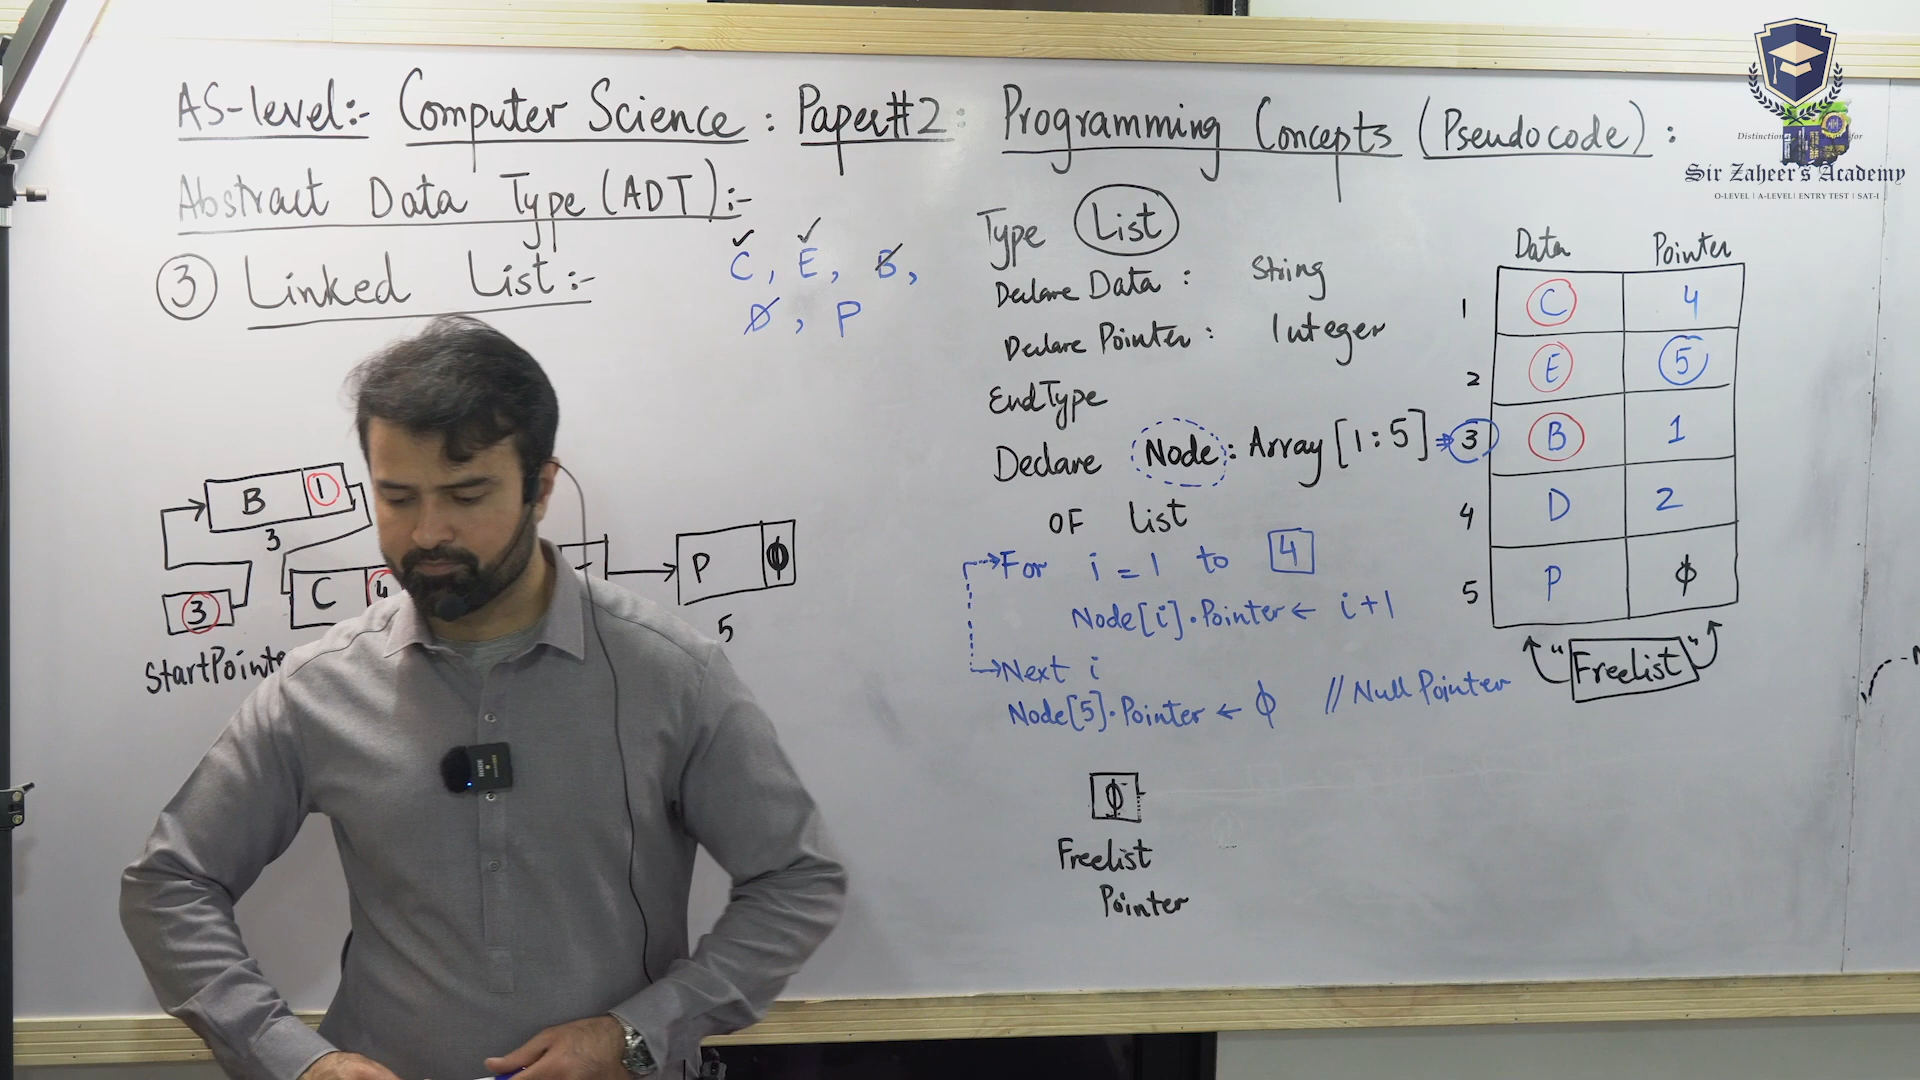 AS-level:- Computer Science : Paper#2 : Programming Concepts (Pseudocode) :
Abstract Data Type (ADT):-
③ Linked List:-
C, E, B,
D, P
B 1
3
3
C 4
StartPointe
P φ
5
Type List
Declare Data : String
Declare Pointer : Integer
EndType
Declare Node : Array [1:5]
OF List
For i = 1 to 4
Node[i].Pointer ← i+1
Next i
Node[5].Pointer ← φ // Null Pointer
φ
Freelist
Pointer
Data Pointer
1 C 4
2 E 5
3 B 1
4 D 2
5 P φ
"Freelist"
Sir Zaheer's Academy
O-LEVEL | A-LEVEL | ENTRY TEST | SAT-I
RODE